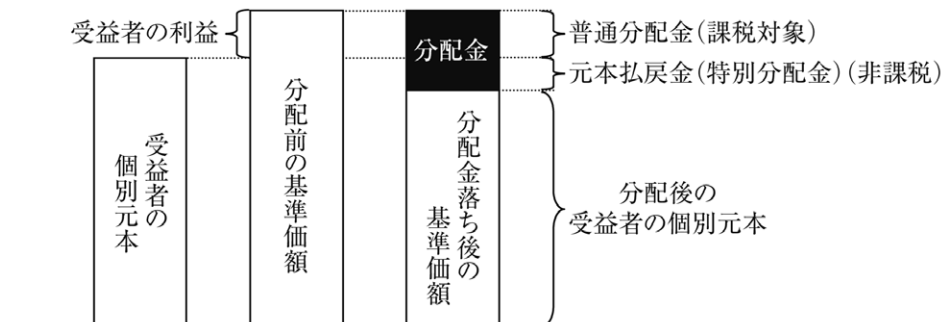 受益者の利益
受益者の
個別元本
分配前の基準価額
分配金
分配金落ち後の
基準価額
普通分配金(課税対象)
元本払戻金(特別分配金)(非課税)
分配後の
受益者の個別元本